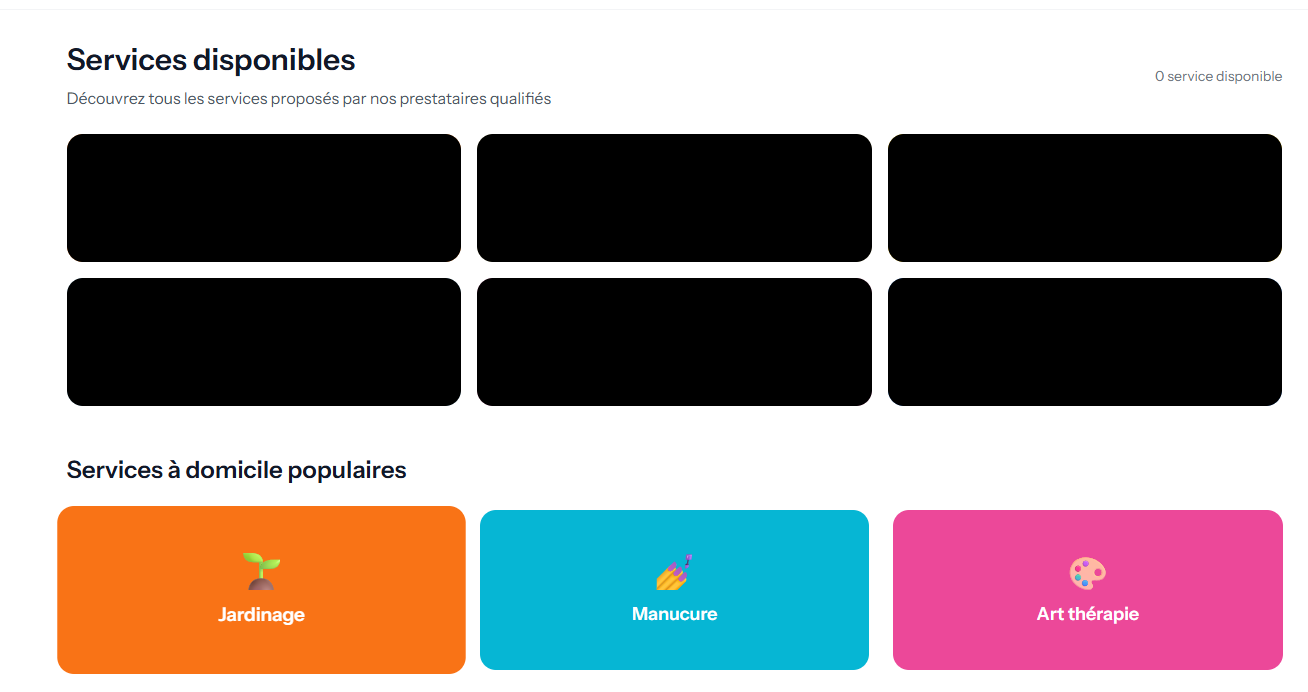 Services disponibles
0 service disponible
Découvrez tous les services proposés par nos prestataires qualifiés
Services à domicile populaires
Jardinage
Manucure
Art thérapie